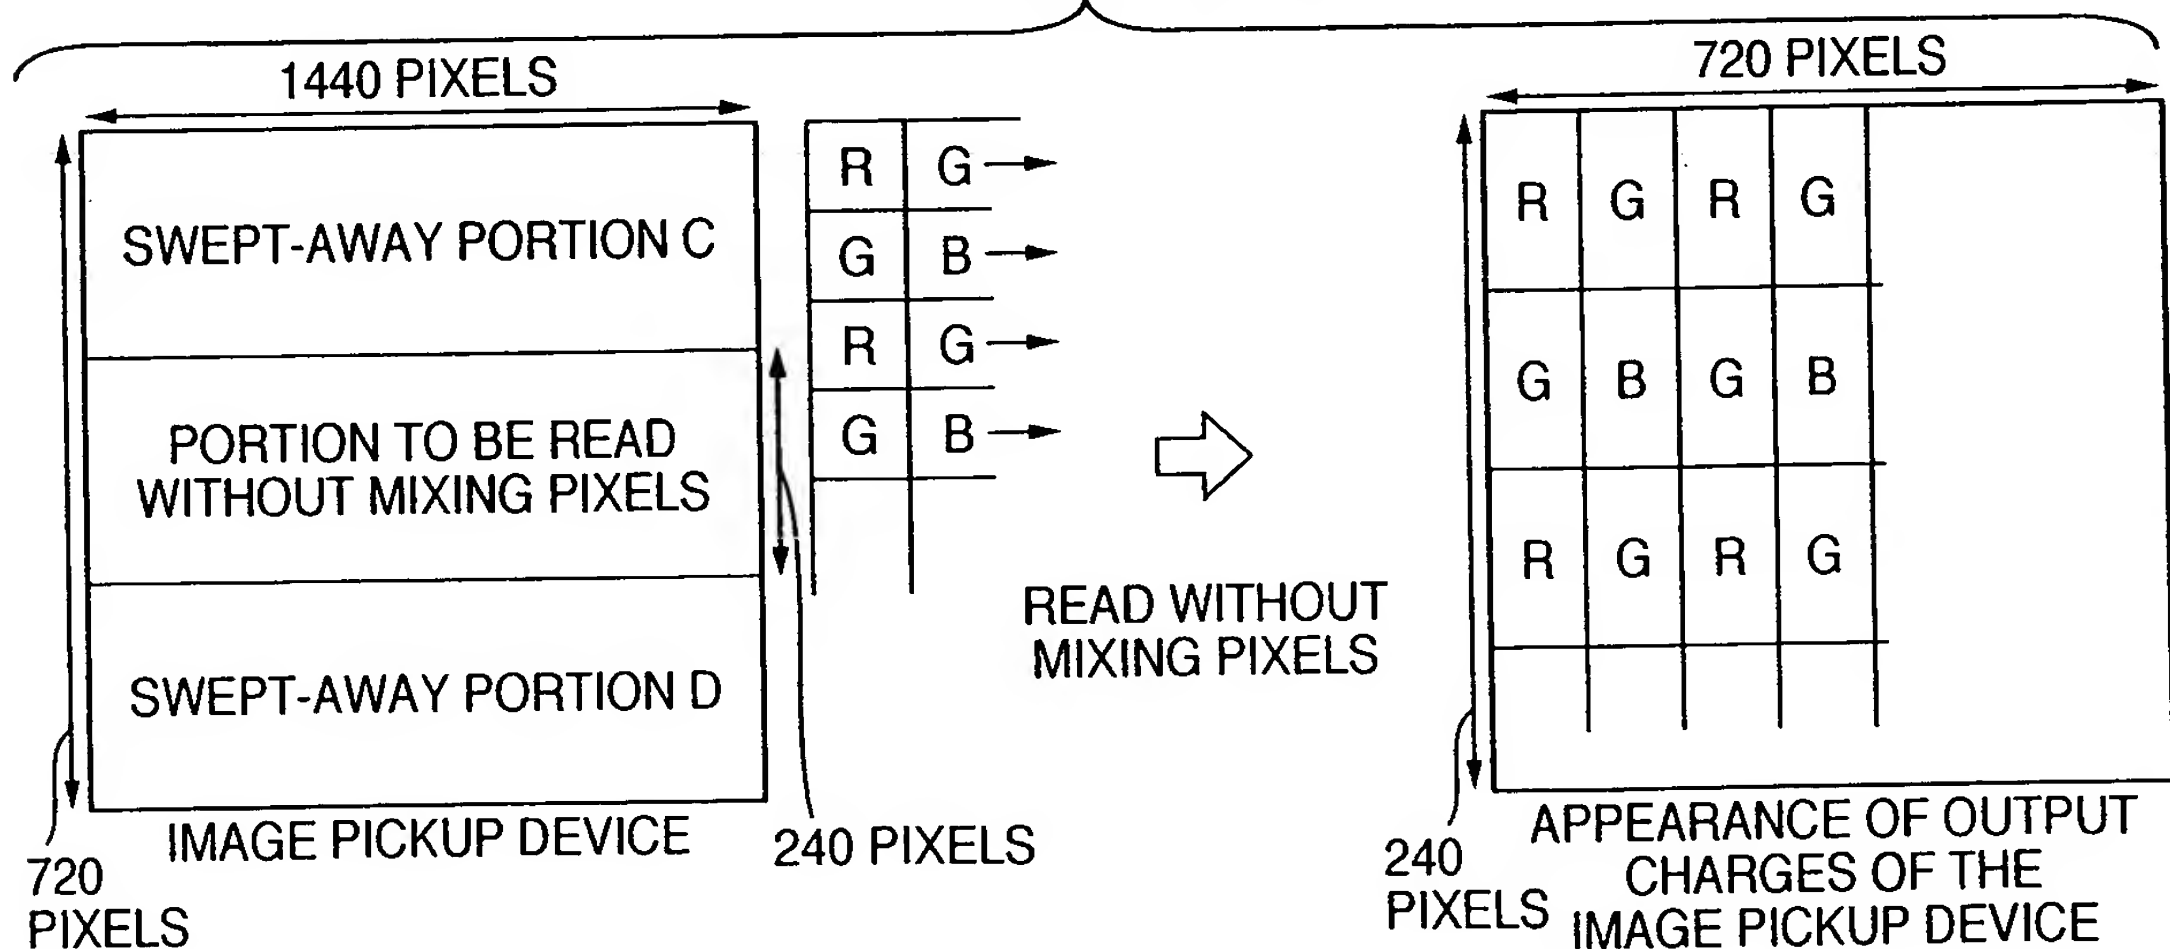 1440 PIXELS
SWEPT-AWAY PORTION C
PORTION TO BE READ
WITHOUT MIXING PIXELS
SWEPT-AWAY PORTION D
IMAGE PICKUP DEVICE
720
PIXELS
240 PIXELS
R G
G B
R G
G B
READ WITHOUT
MIXING PIXELS
720 PIXELS
R G R G
G B G B
R G R G
240
PIXELS
APPEARANCE OF OUTPUT
CHARGES OF THE
IMAGE PICKUP DEVICE